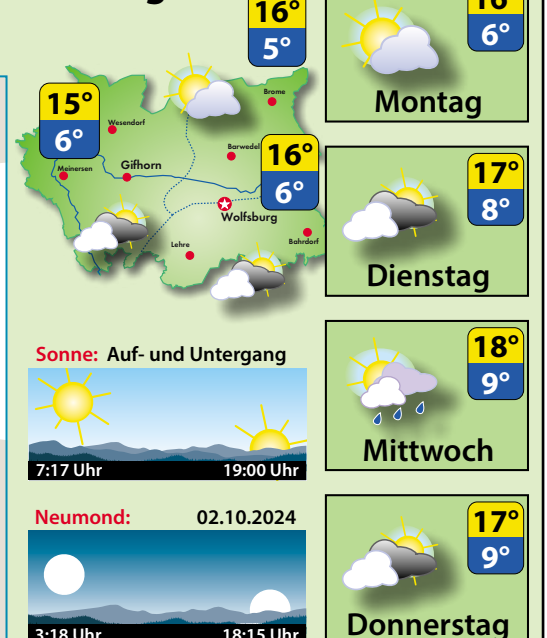 16°
5°
15°
6°
Brome
Wesendorf
Barwedel
16°
6°
Meinersen
Gifhorn
Wolfsburg
Lehre
Bahrdorf
Sonne: Auf- und Untergang
7:17 Uhr 19:00 Uhr
Neumond: 02.10.2024
3:18 Uhr 18:15 Uhr
16°
6°
Montag
17°
8°
Dienstag
18°
9°
Mittwoch
17°
9°
Donnerstag